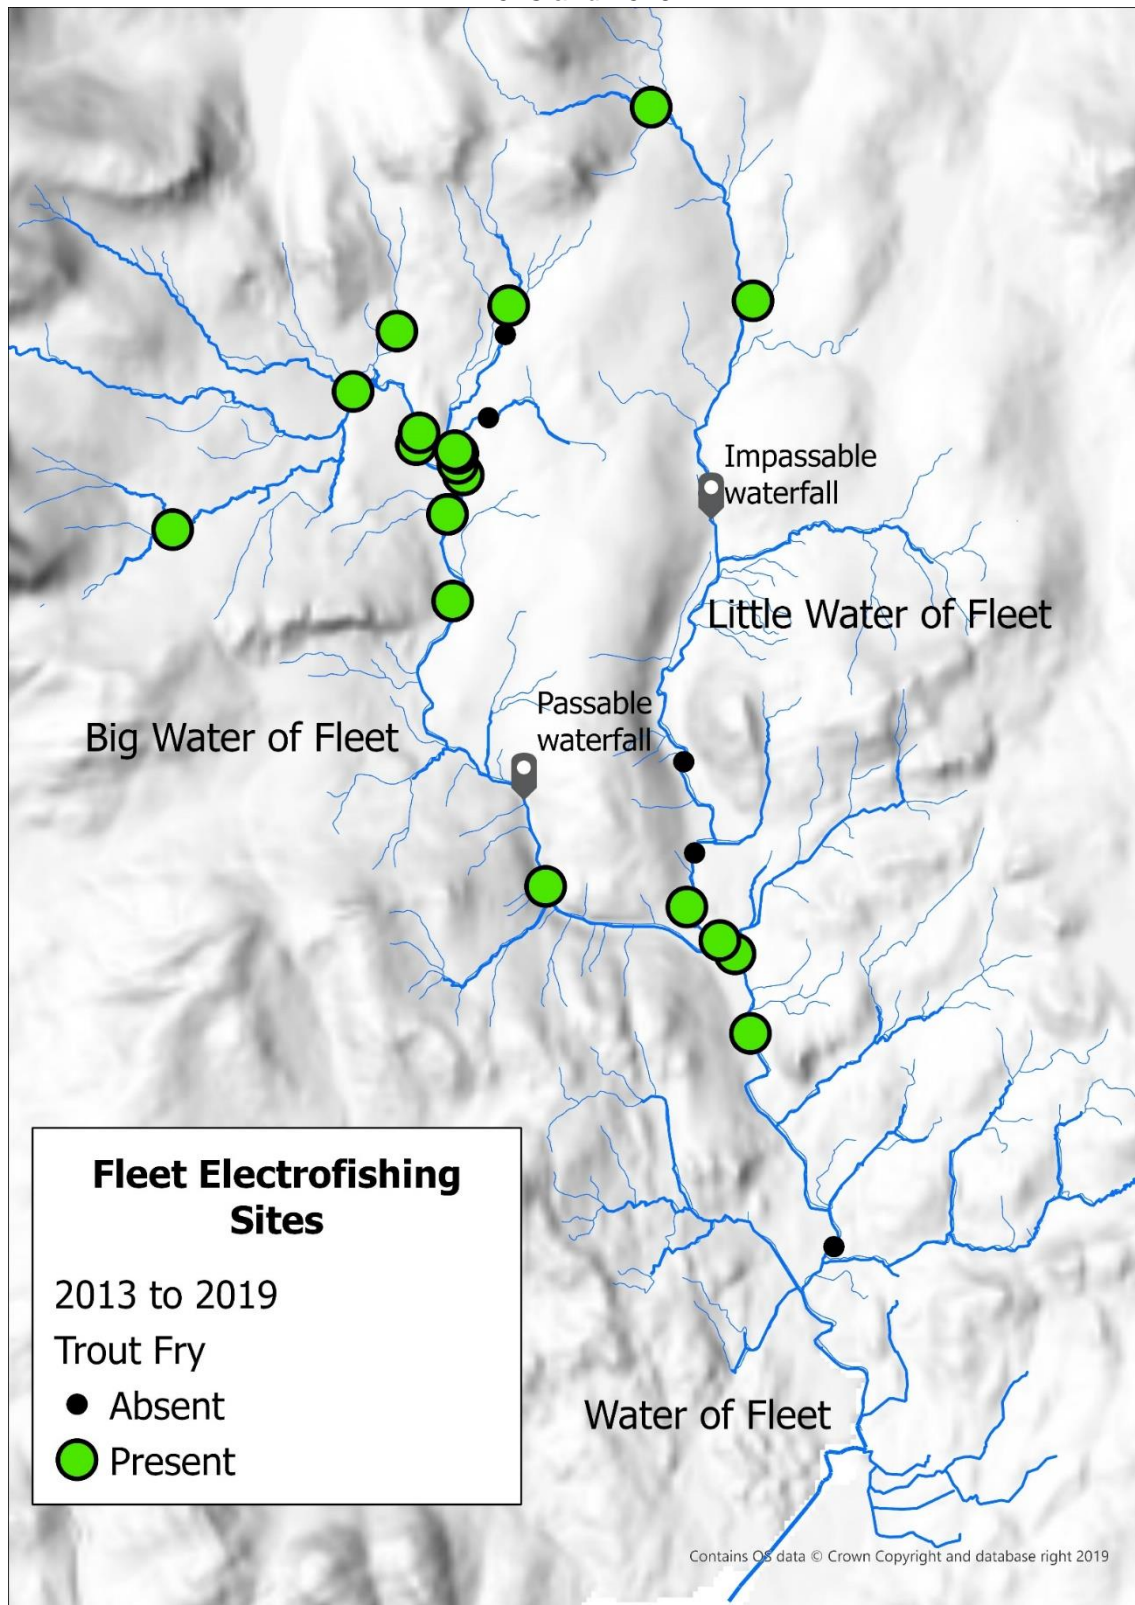 Impassable
waterfall
Little Water of Fleet
Passable
waterfall
Big Water of Fleet
Fleet Electrofishing
Sites
2013 to 2019
Trout Fry
Absent
Present
Water of Fleet
Contains OS data © Crown Copyright and database right 2019